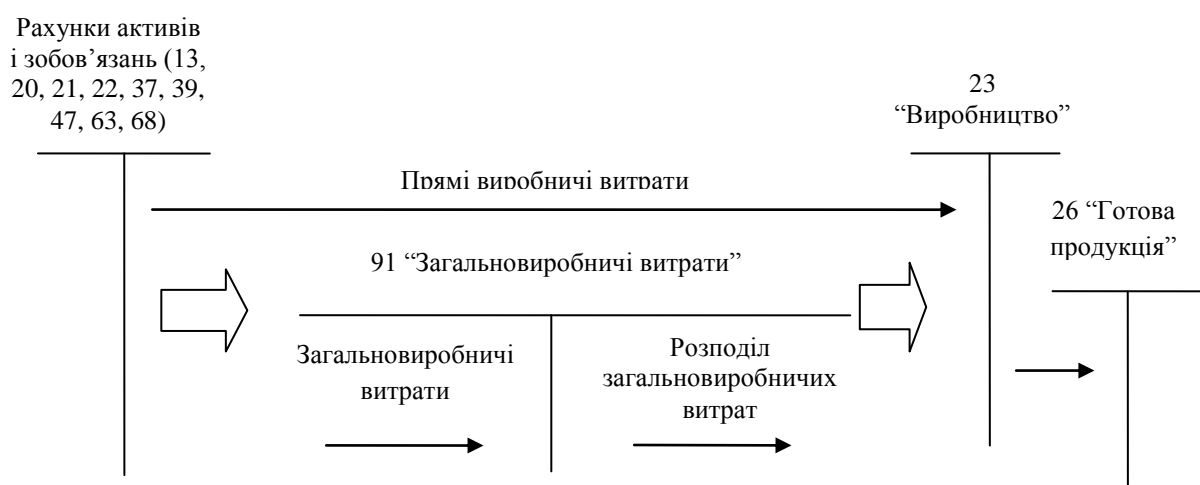 Рахунки активів
і зобов’язань (13,
20, 21, 22, 37, 39,
47, 63, 68)
23
“Виробництво”
Прямі виробничі витрати
26 “Готова
продукція”
91 “Загальновиробничі витрати”
Загальновиробничі
витрати
Розподіл
загальновиробничих
витрат